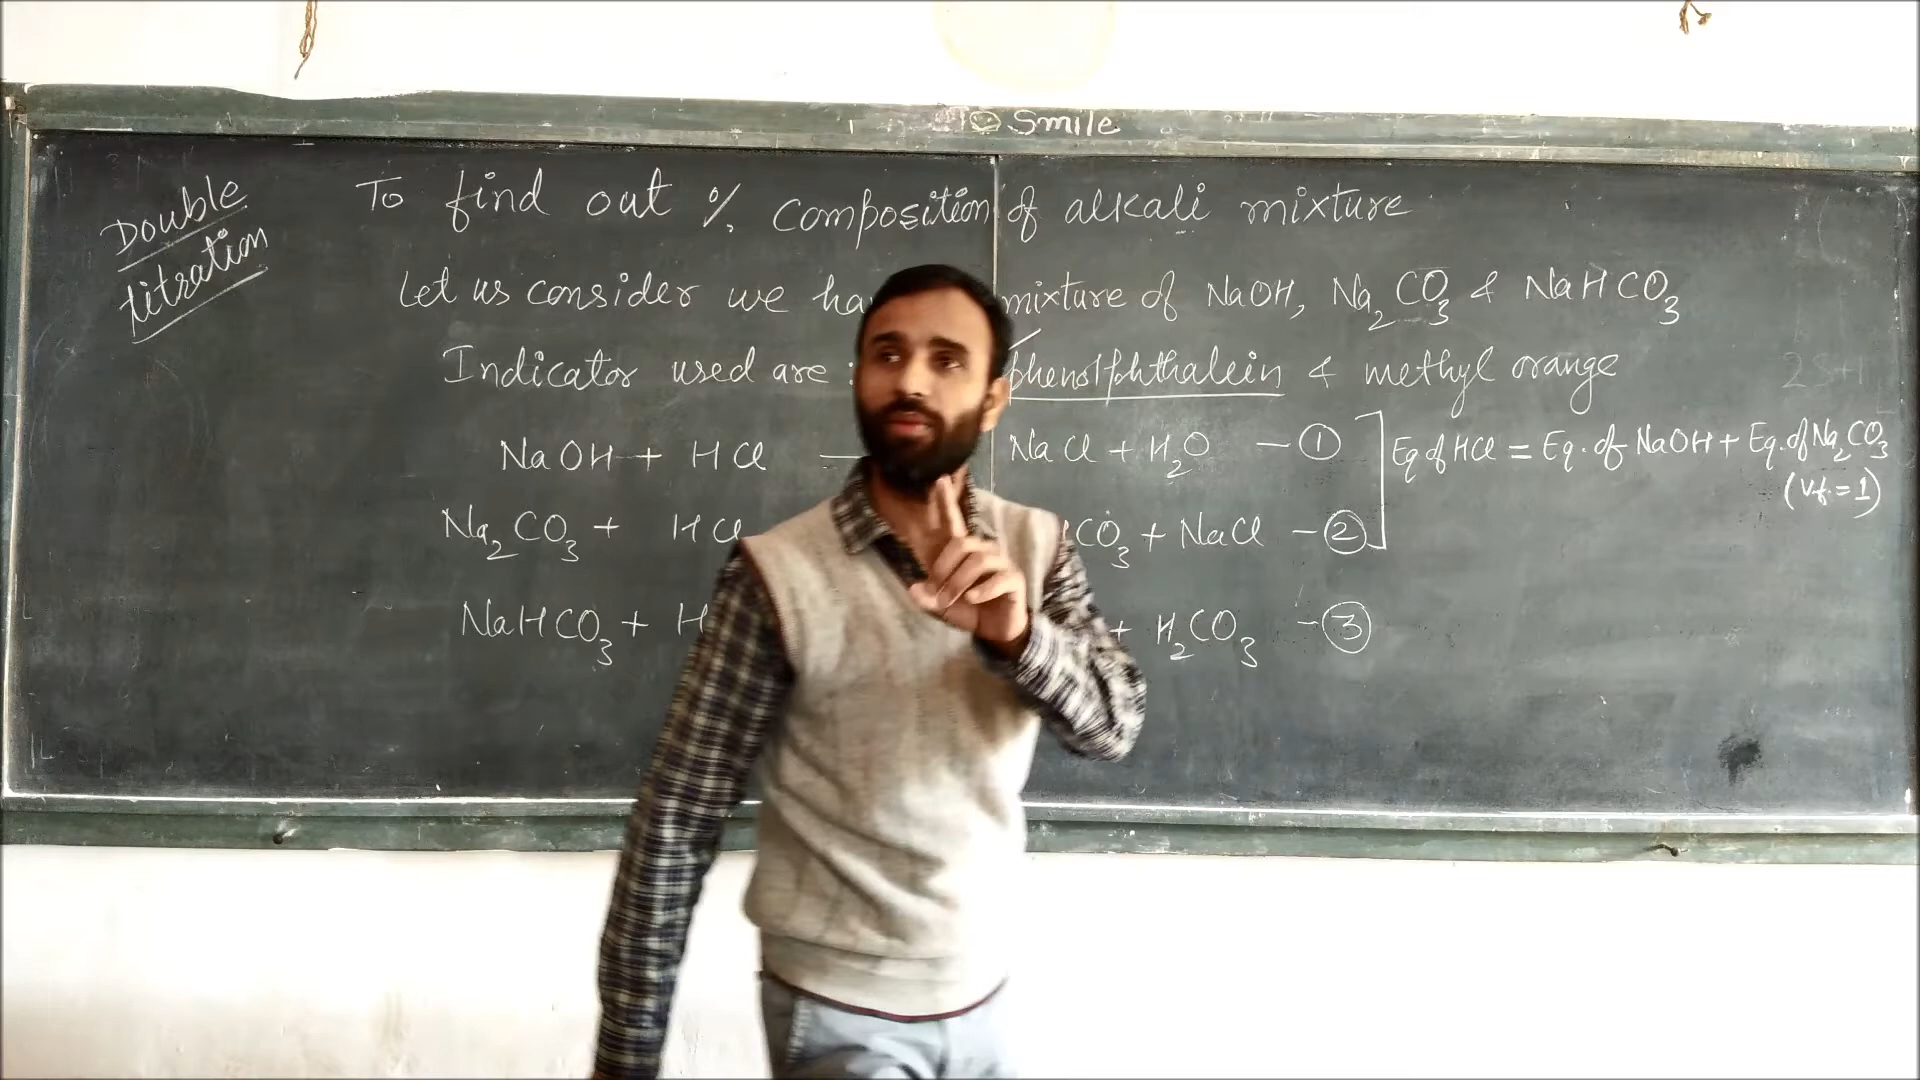 ☺ Smile
Double
titration
To find out % composition of alkali mixture
Let us consider we ha mixture of NaOH, Na₂CO₃ & NaHCO₃
Indicator used are : phenolphthalein & methyl orange
NaOH + HCl — NaCl + H₂O — ①
Eq of HCl = Eq. of NaOH + Eq. of Na₂CO₃
(Vf. = 1)
Na₂CO₃ + HCl CO₃ + NaCl — ②
NaHCO₃ + H + H₂CO₃ — ③